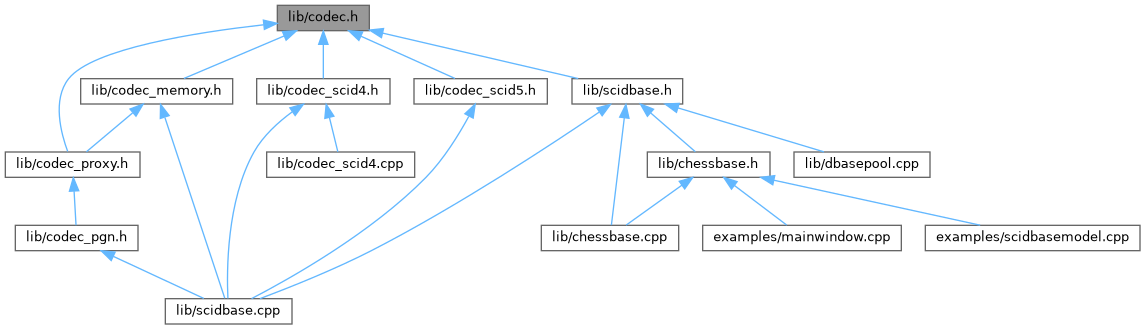 lib/codec.h
lib/codec_memory.h
lib/codec_scid4.h
lib/codec_scid5.h
lib/scidbase.h
lib/codec_proxy.h
lib/codec_scid4.cpp
lib/chessbase.h
lib/dbasepool.cpp
lib/codec_pgn.h
lib/chessbase.cpp
examples/mainwindow.cpp
examples/scidbasemodel.cpp
lib/scidbase.cpp